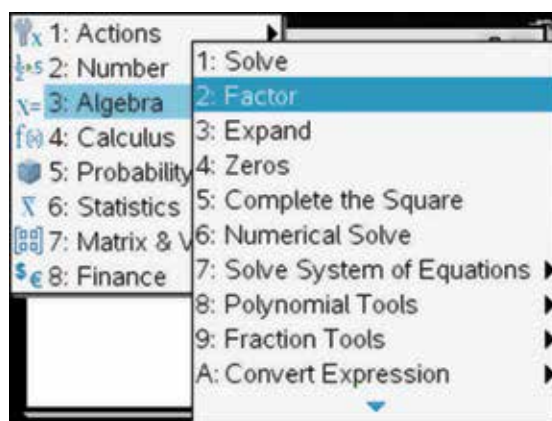 1: Actions
2: Number
3: Algebra
4: Calculus
5: Probability
6: Statistics
7: Matrix & V
8: Finance
1: Solve
2: Factor
3: Expand
4: Zeros
5: Complete the Square
6: Numerical Solve
7: Solve System of Equations
8: Polynomial Tools
9: Fraction Tools
A: Convert Expression